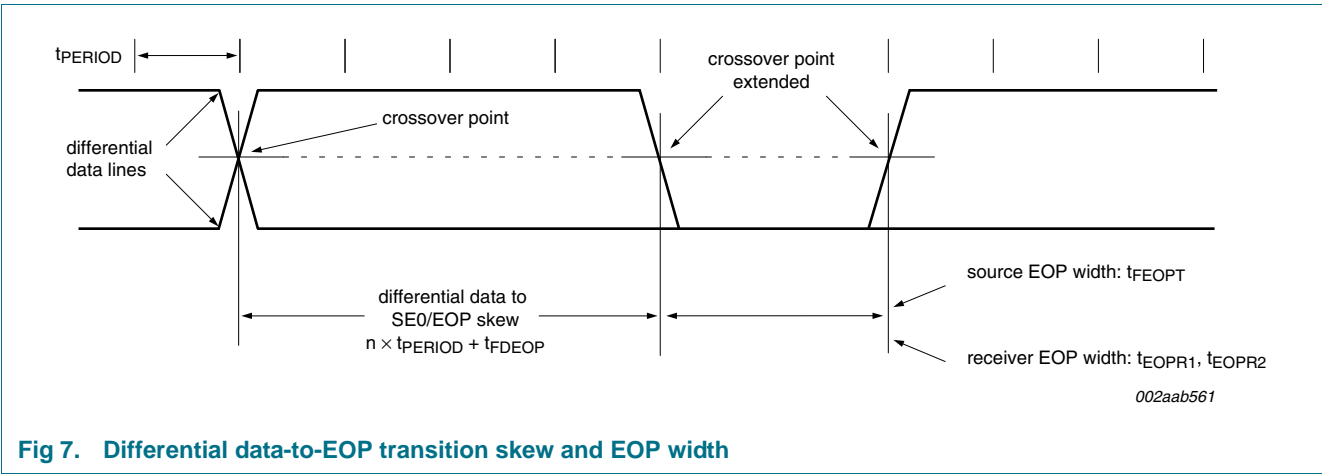 tPERIOD
crossover point
extended
crossover point
differential
data lines
source EOP width: tFEOPT
differential data to
SE0/EOP skew
n × tPERIOD + tFDEOP
receiver EOP width: tEOPR1, tEOPR2
002aab561
Fig 7. Differential data-to-EOP transition skew and EOP width